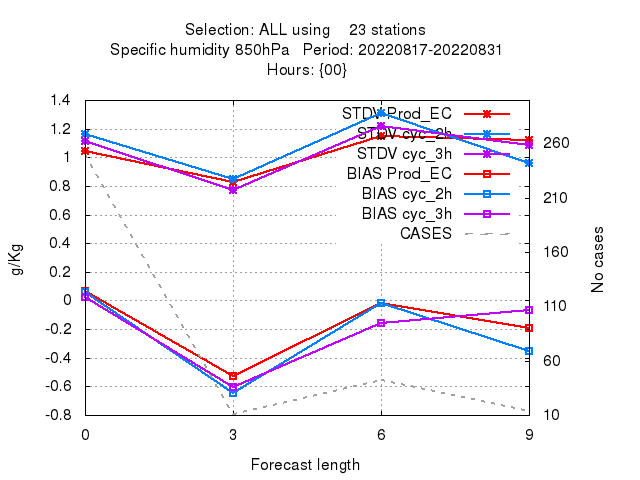 Selection: ALL using    23 stations
Specific humidity 850hPa   Period: 20220817-20220831
Hours: {00}
1.4
1.2
1
0.8
0.6
0.4
0.2
0
-0.2
-0.4
-0.6
-0.8
g/Kg
STDV Prod_EC
STDV cyc_2h
STDV cyc_3h
BIAS Prod_EC
BIAS cyc_2h
BIAS cyc_3h
CASES
260
210
160
110
60
10
No cases
0 3 6 9
Forecast length